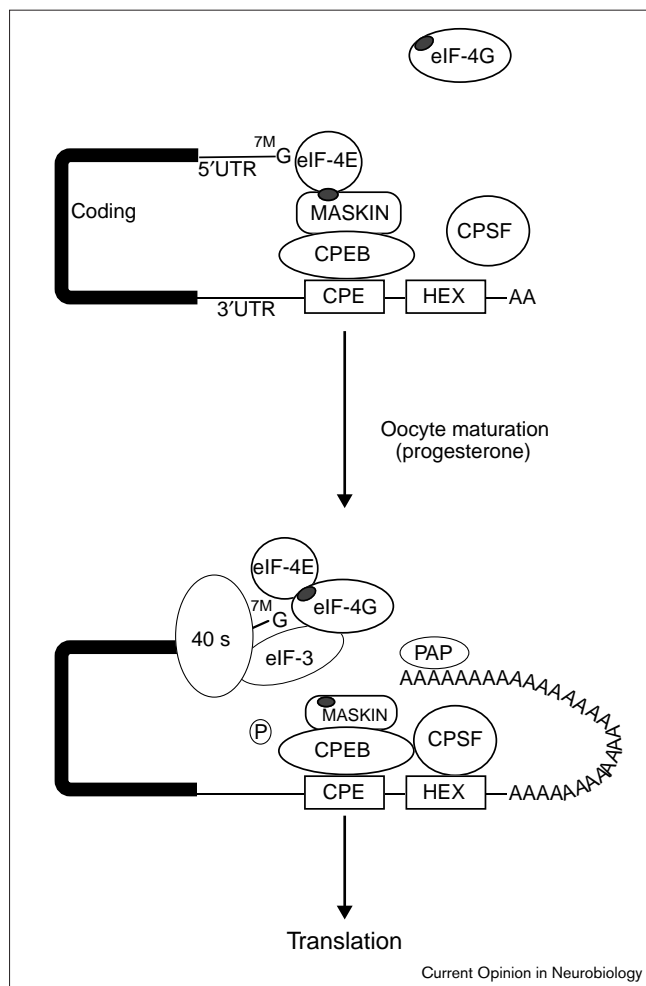 eIF-4G
7M
G
eIF-4E
5′UTR
Coding
MASKIN
CPSF
CPEB
CPE
HEX
AA
3′UTR
Oocyte maturation
(progesterone)
eIF-4E
7M
G
eIF-4G
40 s
eIF-3
PAP
AAAAAAAAAAAAAAAAAAAAAAAAAAAAA
MASKIN
P
CPEB
CPSF
CPE
HEX
Translation
Current Opinion in Neurobiology